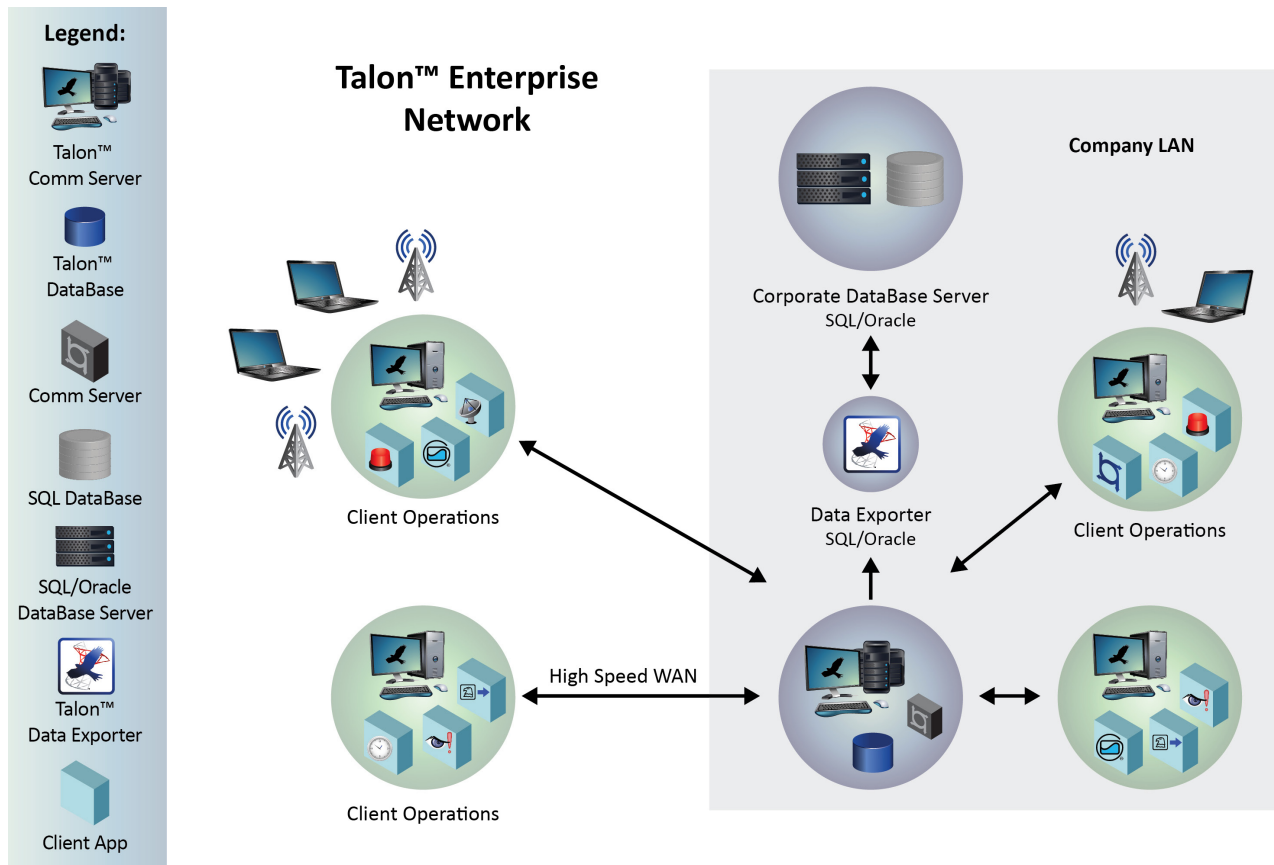 Legend:
Talon™
Comm Server
Talon™
DataBase
Comm Server
SQL DataBase
SQL/Oracle
DataBase Server
Talon™
Data Exporter
Client App
Talon™ Enterprise
Network
Company LAN
Corporate DataBase Server
SQL/Oracle
Data Exporter
SQL/Oracle
Client Operations
Client Operations
High Speed WAN
Client Operations